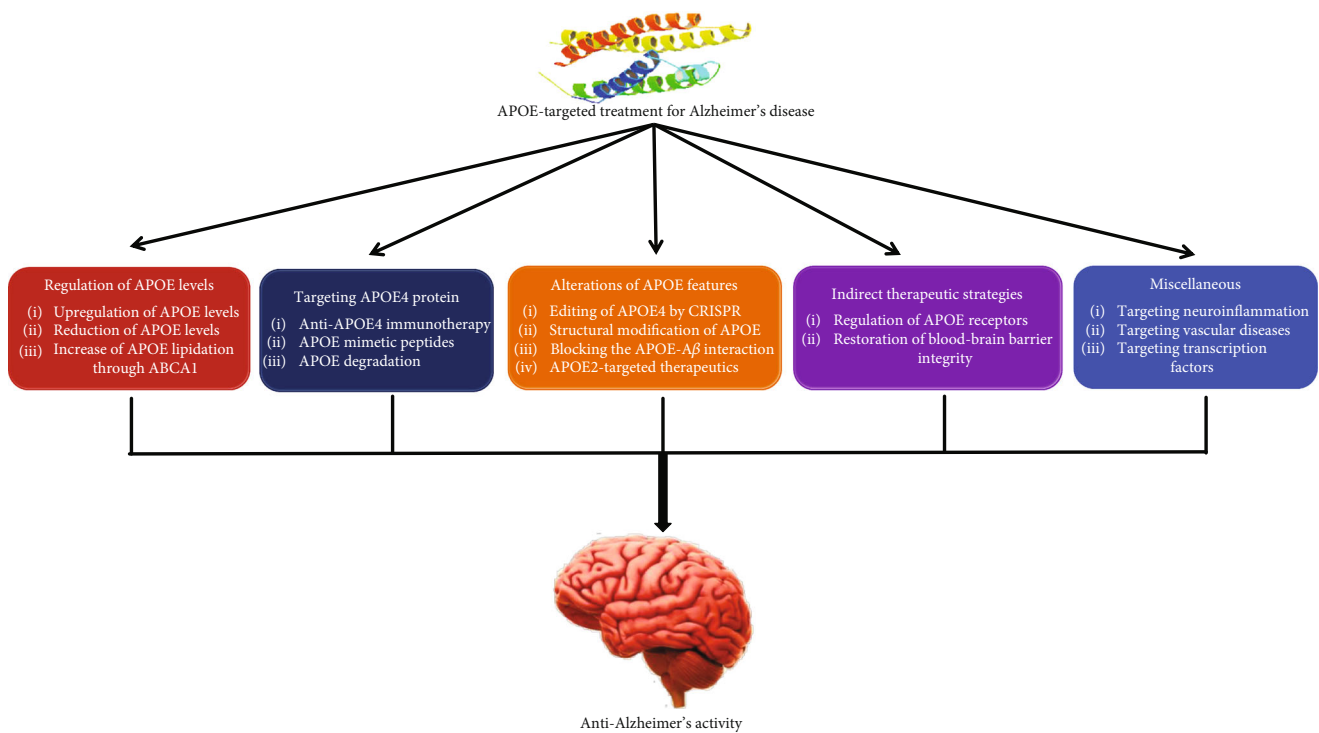 APOE-targeted treatment for Alzheimer's disease
Regulation of APOE levels
(i) Upregulation of APOE levels
(ii) Reduction of APOE levels
(iii) Increase of APOE lipidation
through ABCA1
Targeting APOE4 protein
(i) Anti-APOE4 immunotherapy
(ii) APOE mimetic peptides
(iii) APOE degradation
Alterations of APOE features
(i) Editing of APOE4 by CRISPR
(ii) Structural modification of APOE
(iii) Blocking the APOE-Aβ interaction
(iv) APOE2-targeted therapeutics
Indirect therapeutic strategies
(i) Regulation of APOE receptors
(ii) Restoration of blood-brain barrier
integrity
Miscellaneous
(i) Targeting neuroinflammation
(ii) Targeting vascular diseases
(iii) Targeting transcription
factors
Anti-Alzheimer's activity